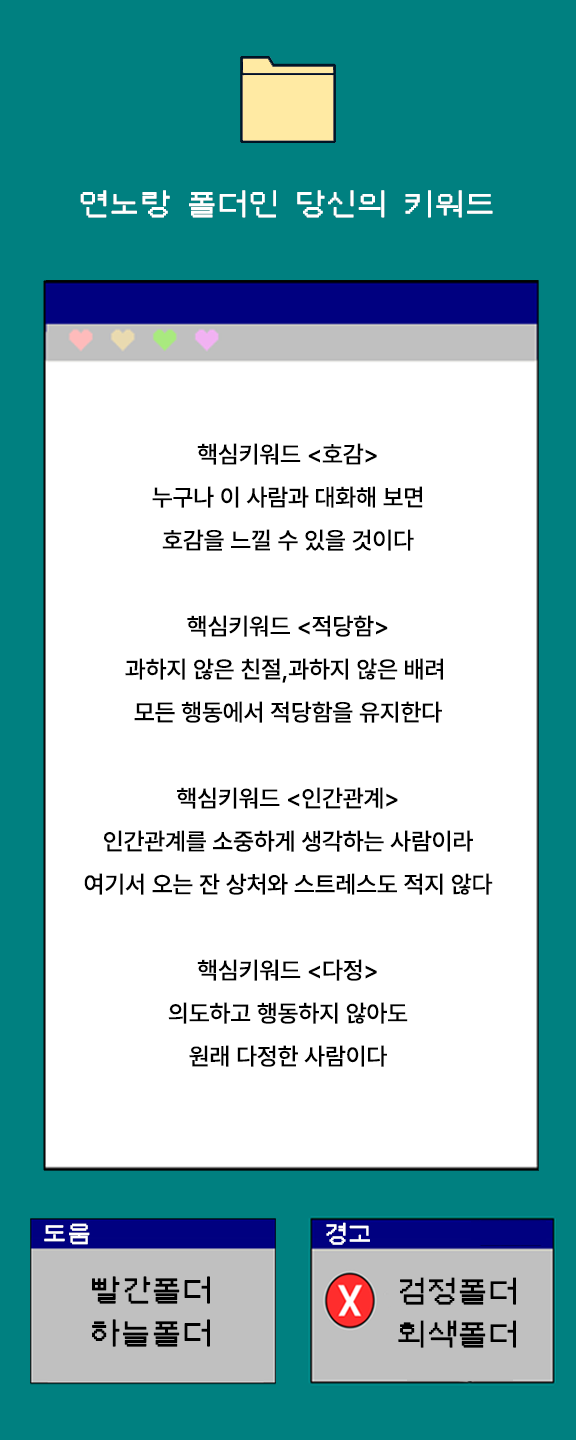 연노랑 폴더인 당신의 키워드
핵심키워드 <호감>
누구나 이 사람과 대화해 보면
호감을 느낄 수 있을 것이다
핵심키워드 <적당함>
과하지 않은 친절,과하지 않은 배려
모든 행동에서 적당함을 유지한다
핵심키워드 <인간관계>
인간관계를 소중하게 생각하는 사람이라
여기서 오는 잔 상처와 스트레스도 적지 않다
핵심키워드 <다정>
의도하고 행동하지 않아도
원래 다정한 사람이다
도움
빨간폴더
하늘폴더
경고
X
검정폴더
회색폴더